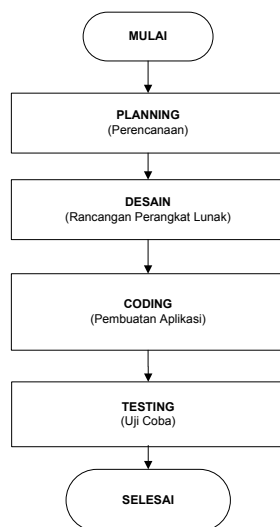 MULAI
PLANNING
(Perencanaan)
DESAIN
(Rancangan Perangkat Lunak)
CODING
(Pembuatan Aplikasi)
TESTING
(Uji Coba)
SELESAI